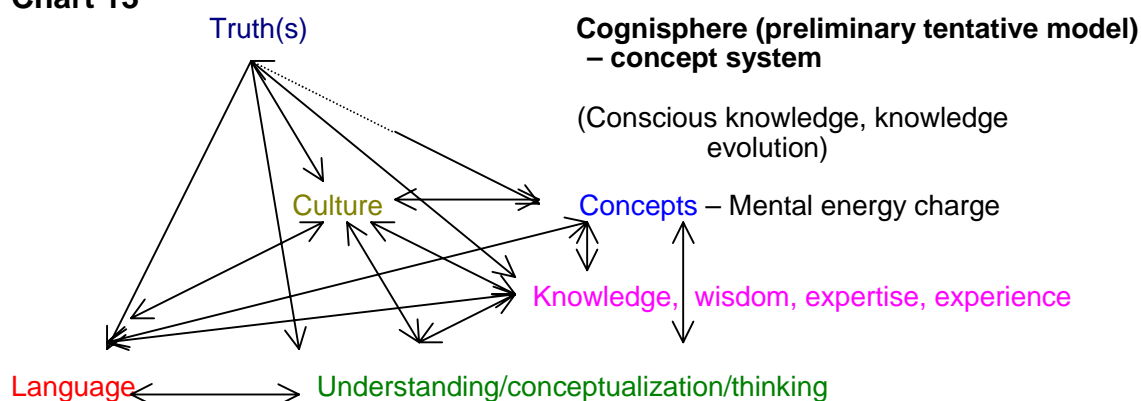 Chart 13
Truth(s)
Cognisphere (preliminary tentative model)
– concept system
(Conscious knowledge, knowledge
evolution)
Culture
Concepts – Mental energy charge
Knowledge, wisdom, expertise, experience
Language
Understanding/conceptualization/thinking